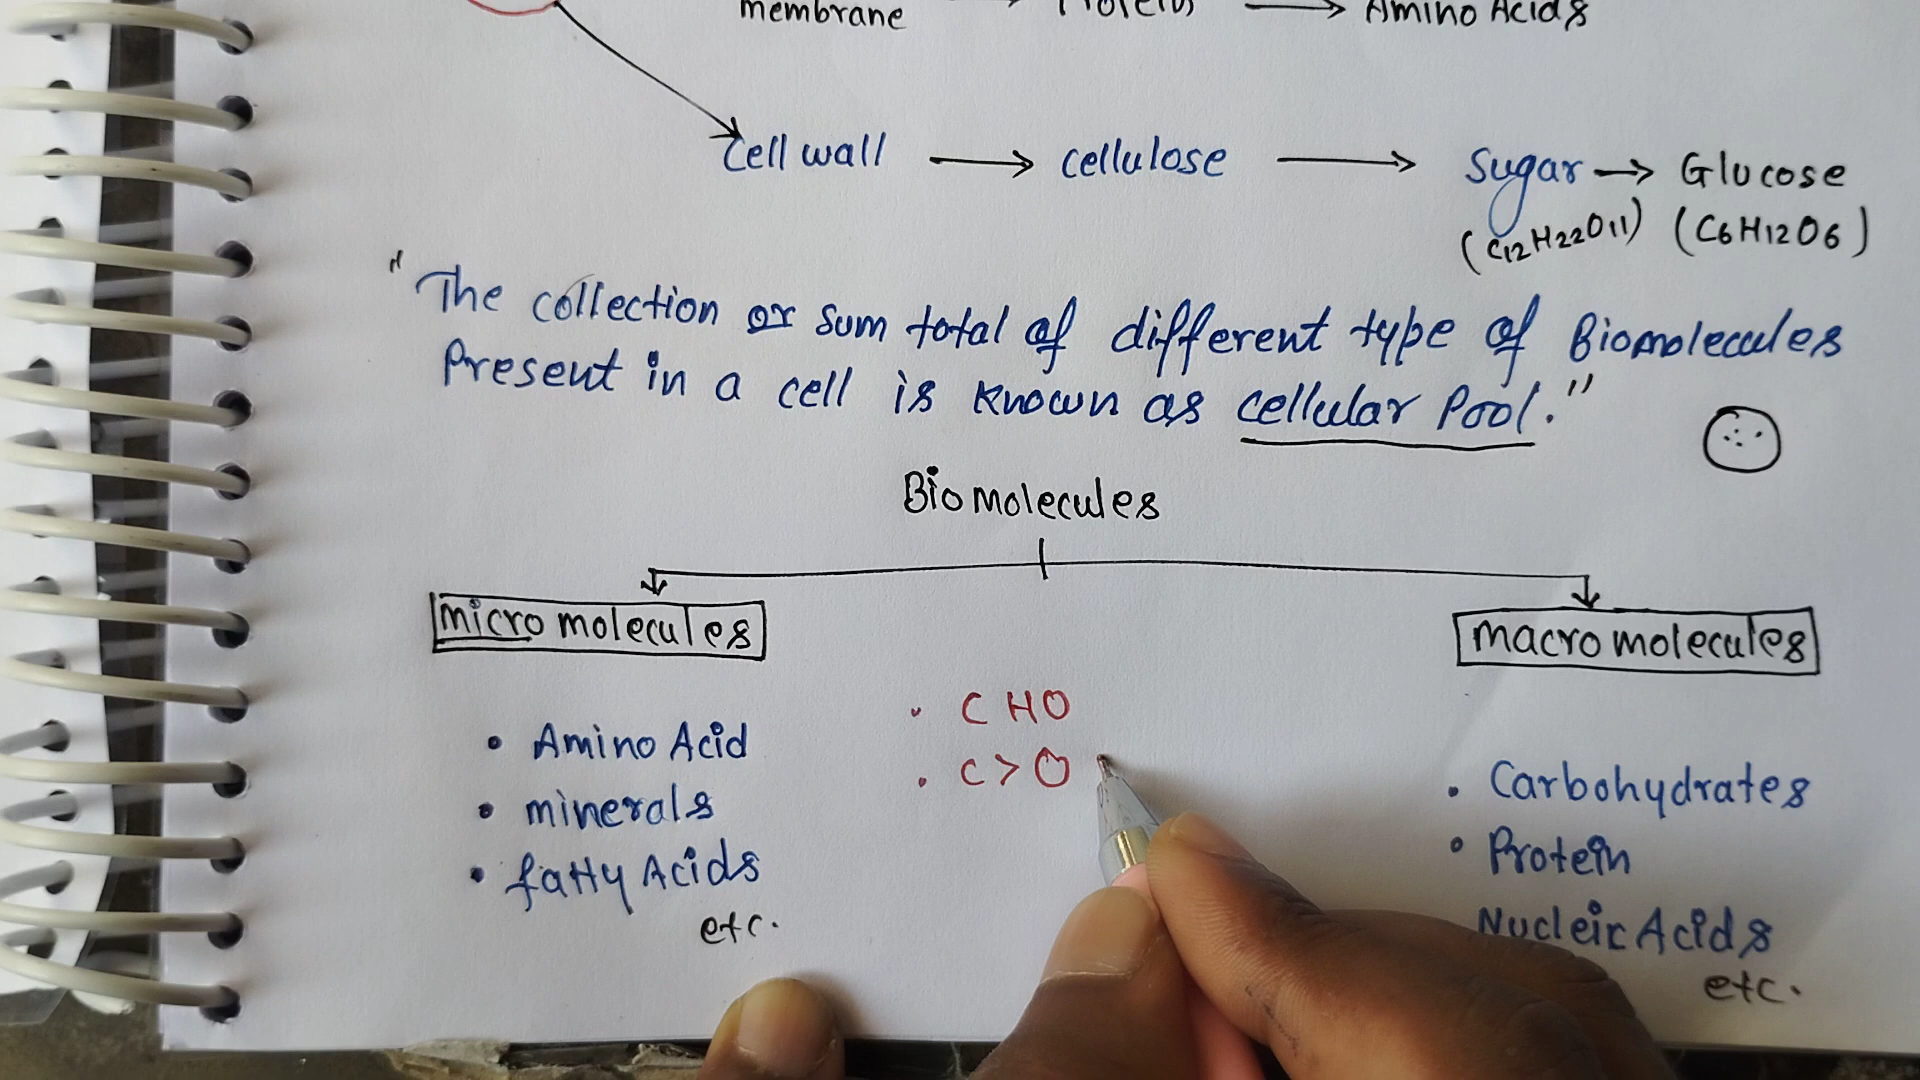 membrane → Protein → Amino Acids
Cell wall → cellulose → Sugar → Glucose
(C12H22O11) (C6H12O6)
"The collection or sum total of different type of Biomolecules
Present in a cell is known as cellular Pool."
Biomolecules
micro molecules
macro molecules
• C HO
• C > O
• Amino Acid
• minerals
• fatty Acids
etc.
• Carbohydrates
• Protein
Nucleic Acids
etc.